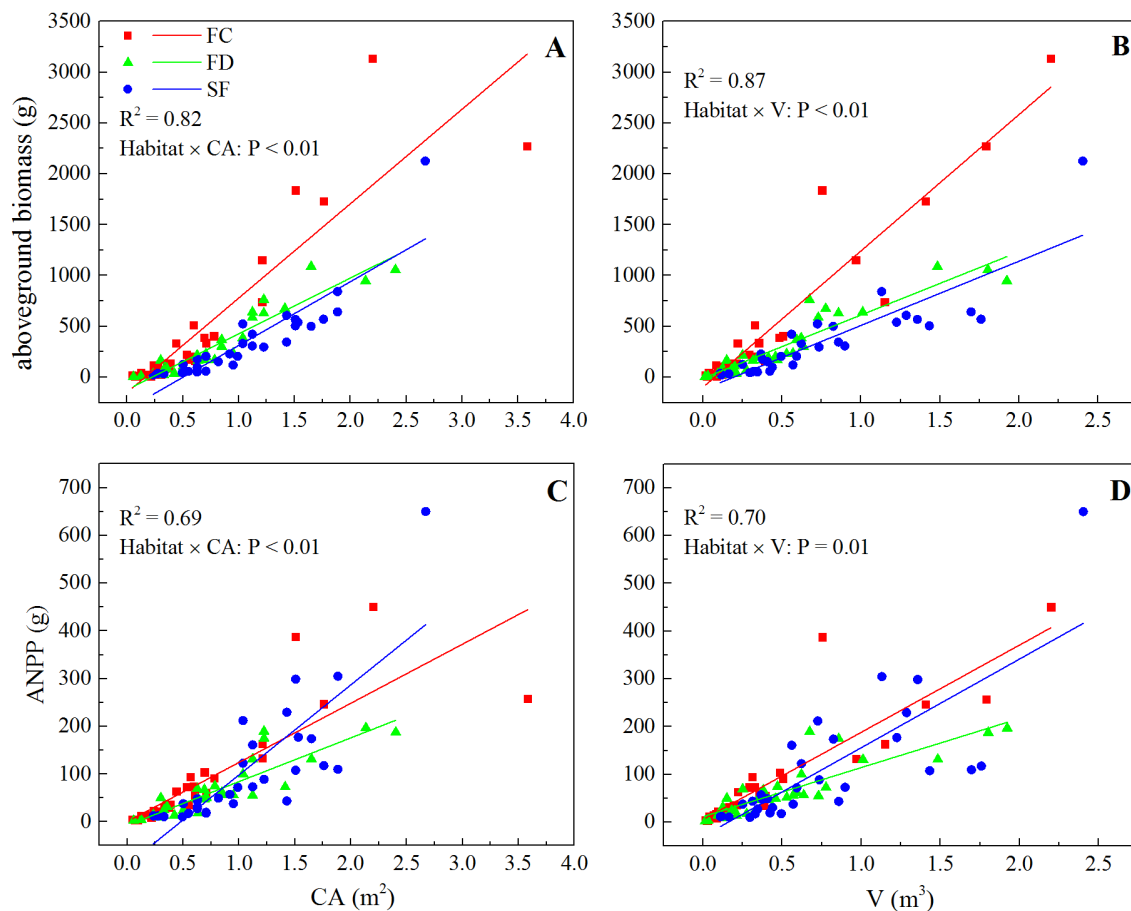 3500
3000
2500
2000
1500
1000
500
0
aboveground biomass (g)
FC
FD
SF
A
R² = 0.82
Habitat × CA: P < 0.01
0.0 0.5 1.0 1.5 2.0 2.5 3.0 3.5 4.0
3500
3000
2500
2000
1500
1000
500
0
B
R² = 0.87
Habitat × V: P < 0.01
0.0 0.5 1.0 1.5 2.0 2.5
700
600
500
400
300
200
100
0
ANPP (g)
C
R² = 0.69
Habitat × CA: P < 0.01
0.0 0.5 1.0 1.5 2.0 2.5 3.0 3.5 4.0
CA (m²)
700
600
500
400
300
200
100
0
D
R² = 0.70
Habitat × V: P = 0.01
0.0 0.5 1.0 1.5 2.0 2.5
V (m³)